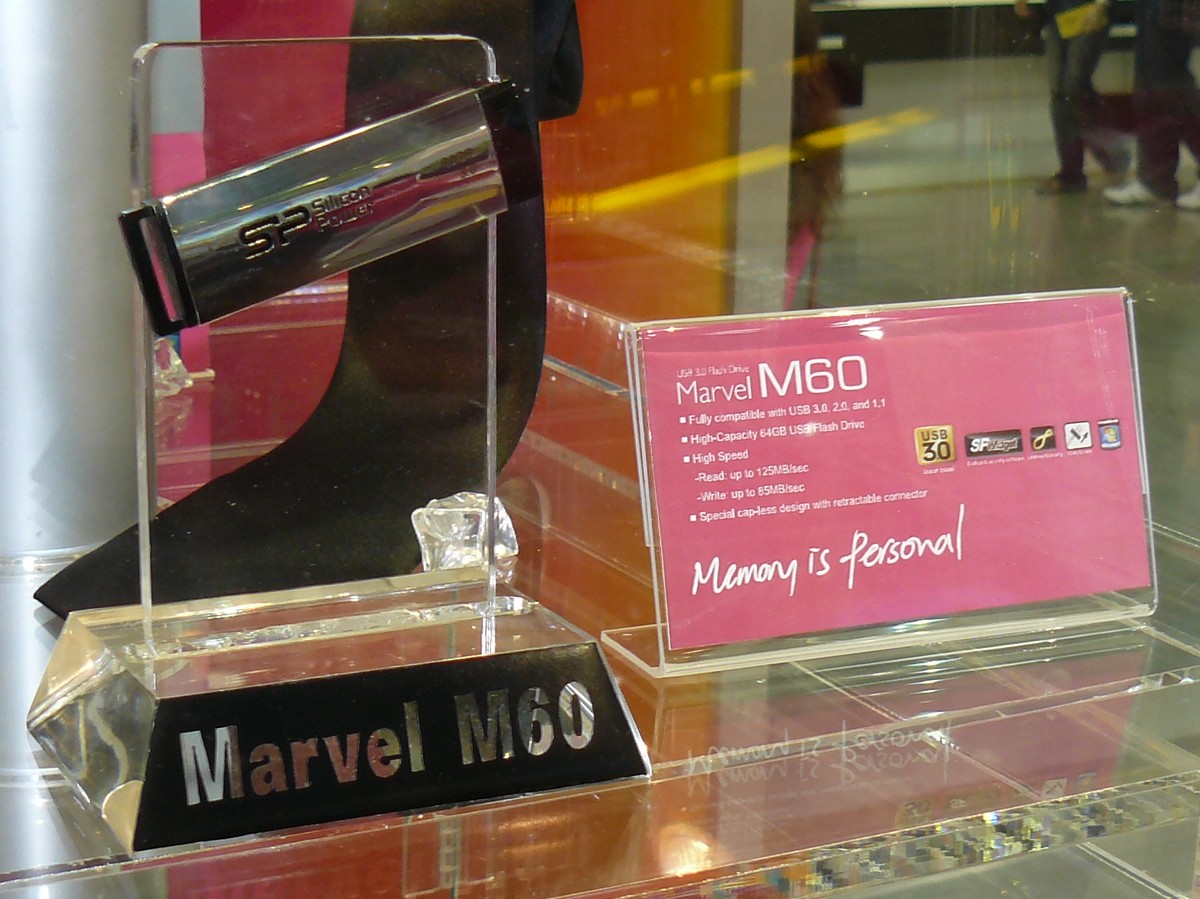 SP Silicon
Power
Marvel M60
USB 3.0 Flash Drive
Marvel M60
▪ Fully compatible with USB 3.0, 2.0, and 1.1
▪ High-Capacity 64GB USB Flash Drive
▪ High Speed
-Read: up to 125MB/sec
-Write: up to 85MB/sec
▪ Special cap-less design with retractable connector
USB
30
SP Widget
Memory is Personal